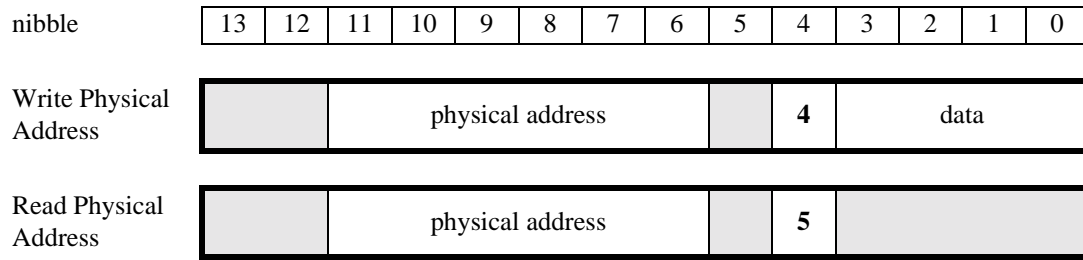 nibble 13 12 11 10 9 8 7 6 5 4 3 2 1 0
Write Physical
Address
physical address 4 data
Read Physical
Address
physical address 5